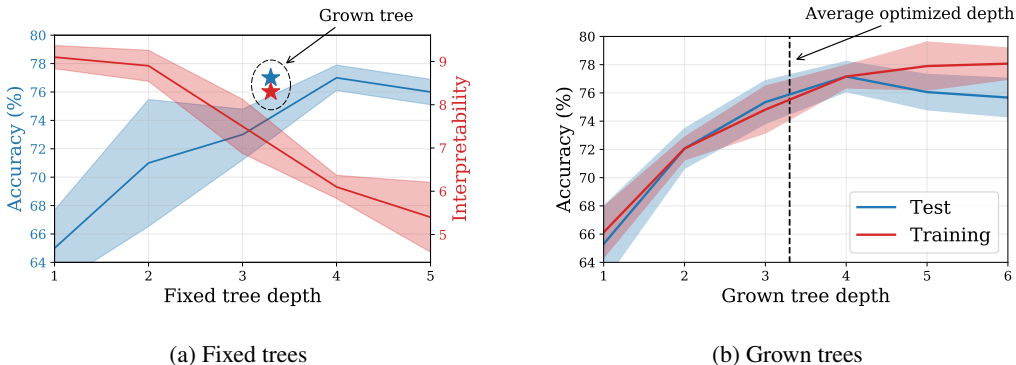 Grown tree
80
78
76
74
72
70
68
66
64
Accuracy (%)
9
8
7
6
5
Interpretability
1 2 3 4 5
Fixed tree depth
(a) Fixed trees
Average optimized depth
80
78
76
74
72
70
68
66
64
Accuracy (%)
Test
Training
1 2 3 4 5 6
Grown tree depth
(b) Grown trees